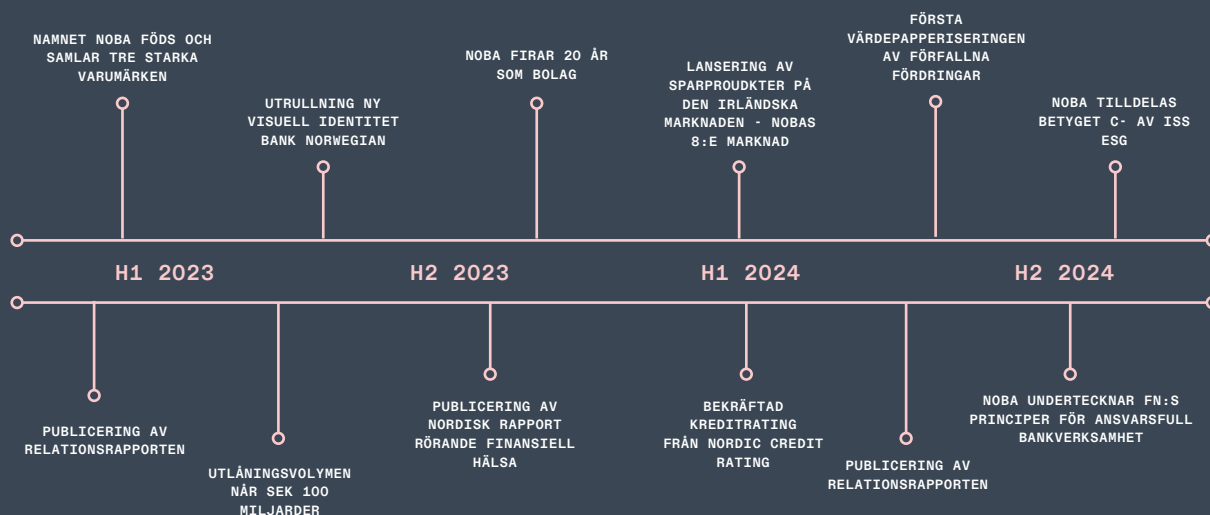 NAMNET NOBA FÖDS OCH
SAMLAR TRE STARKA
VARUMÄRKEN
UTRULLNING NY
VISUELL IDENTITET
BANK NORWEGIAN
NOBA FIRAR 20 ÅR
SOM BOLAG
LANSERING AV
SPARPROUDKTER PÅ
DEN IRLÄNDSKA
MARKNADEN - NOBAS
8:E MARKNAD
FÖRSTA
VÄRDEPAPPERISERINGEN
AV FÖRFALLNA
FÖRDRINGAR
NOBA TILLDELAS
BETYGET C- AV ISS
ESG
H1 2023
H2 2023
H1 2024
H2 2024
PUBLICERING AV
RELATIONSRAPPORTEN
UTLÅNINGSVOLYMEN
NÅR SEK 100
MILJARDER
PUBLICERING AV
NORDISK RAPPORT
RÖRANDE FINANSIELL
HÄLSA
BEKRÄFTAD
KREDITRATING
FRÅN NORDIC CREDIT
RATING
PUBLICERING AV
RELATIONSRAPPORTEN
NOBA UNDERTECKNAR FN:S
PRINCIPER FÖR ANSVARSFULL
BANKVERKSAMHET